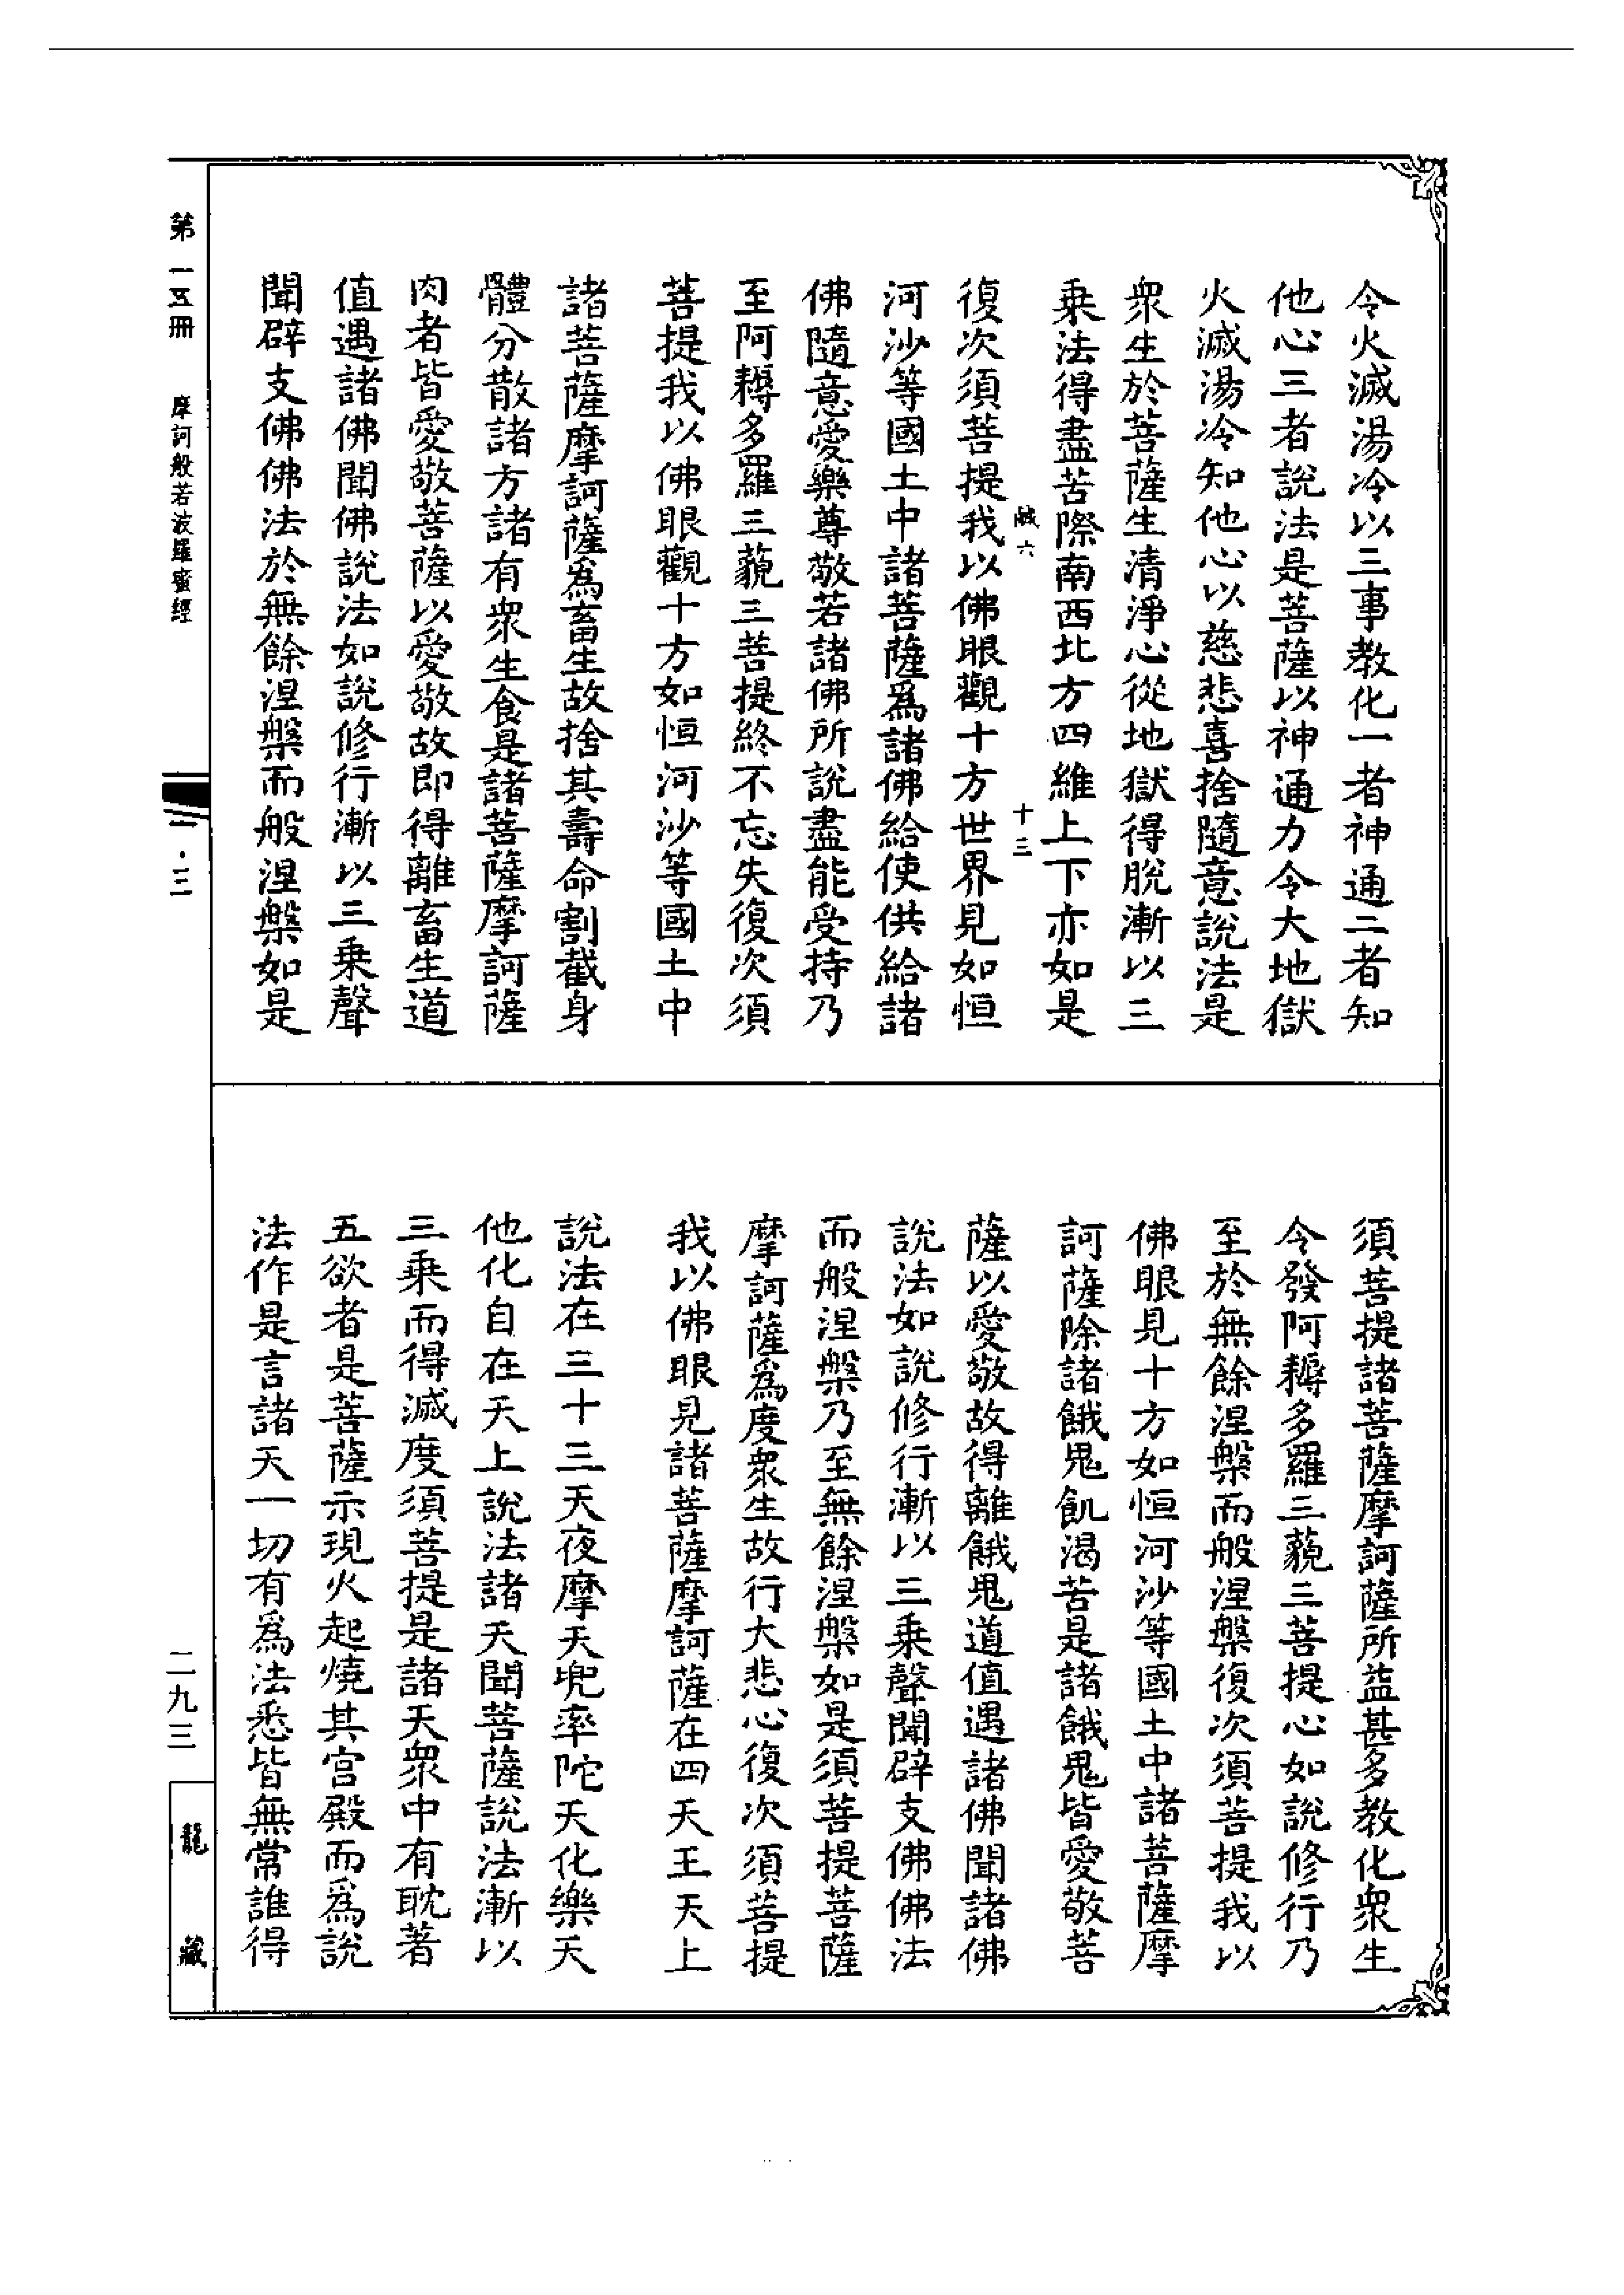 令火滅湯冷以三事教化一者神通二者知
他心三者說法是菩薩以神通力令大地獄
火滅湯冷知他心以慈悲喜捨隨意說法是
衆生於菩薩生清淨心從地獄得脫漸以三
乗法得盡苦際南西北方四維上下亦如是
鹹六 十三
復次須菩提我以佛眼觀十方世界見如恒
河沙等國土中諸菩薩爲諸佛給使供給諸
佛隨意愛樂尊敬若諸佛所說盡能受持乃
至阿耨多羅三藐三菩提終不忘失復次須
菩提我以佛眼觀十方如恒河沙等國土中
諸菩薩摩訶薩爲畜生故捨其壽命割截身
體分散諸方諸有衆生食是諸菩薩摩訶薩
肉者皆愛敬菩薩以愛敬故即得離畜生道
值遇諸佛聞佛說法如說修行漸以三乗聲
聞辟支佛佛法於無餘涅槃而般涅槃如是
須菩提諸菩薩摩訶薩所益甚多教化衆生
令發阿耨多羅三藐三菩提心如說修行乃
至於無餘涅槃而般涅槃復次須菩提我以
佛眼見十方如恒河沙等國土中諸菩薩摩
訶薩除諸餓鬼飢渴苦是諸餓鬼皆愛敬菩
薩以愛敬故得離餓鬼道值遇諸佛聞諸佛
說法如說修行漸以三乗聲聞辟支佛佛法
而般涅槃乃至無餘涅槃如是須菩提菩薩
摩訶薩爲度衆生故行大悲心復次須菩提
我以佛眼見諸菩薩摩訶薩在四天王天上
說法在三十三天夜摩天兜率陀天化樂天
他化自在天上說法諸天聞菩薩說法漸以
三乗而得滅度須菩提是諸天衆中有耽著
五欲者是菩薩示現火起燒其宫殿而爲說
法作是言諸天一切有爲法悉皆無常誰得
第一五冊 摩訶般若波羅蜜經
二·三
二九三
龍藏